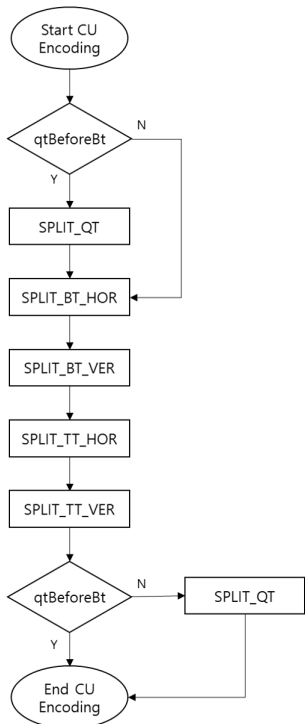 Start CU
Encoding
qtBeforeBt
N
Y
SPLIT_QT
SPLIT_BT_HOR
SPLIT_BT_VER
SPLIT_TT_HOR
SPLIT_TT_VER
qtBeforeBt
N
SPLIT_QT
Y
End CU
Encoding